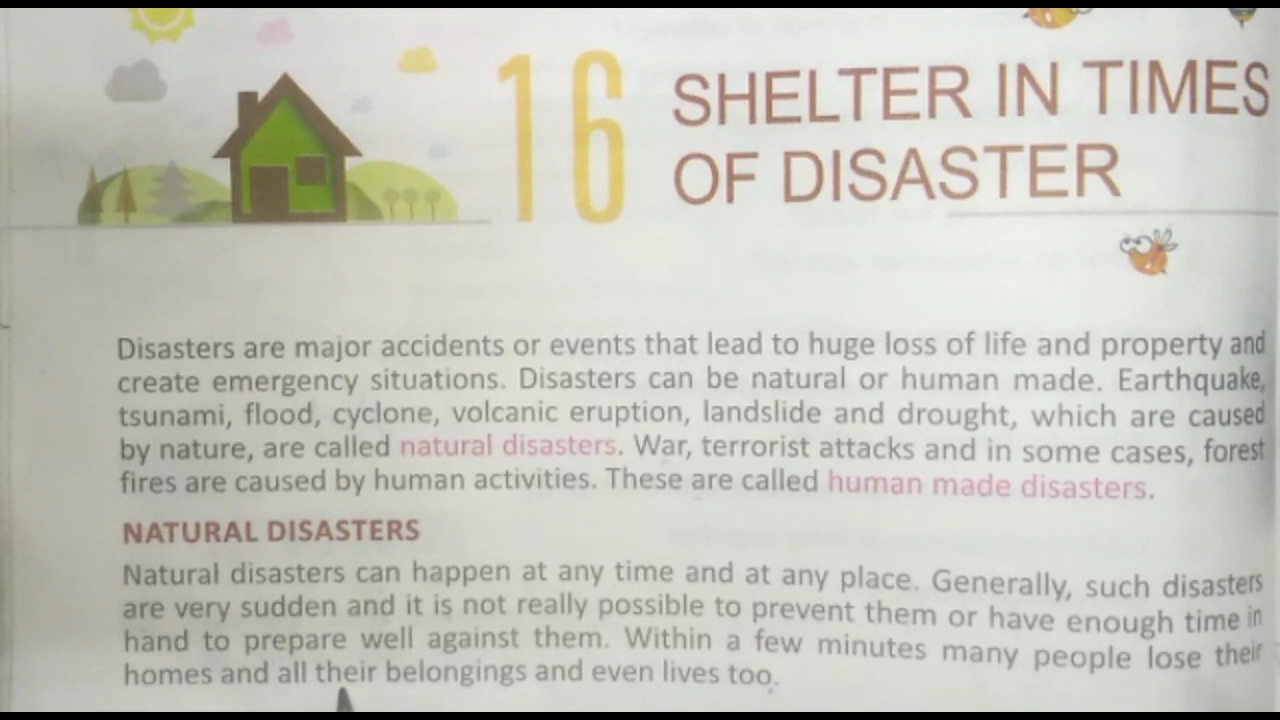 16
SHELTER IN TIMES
OF DISASTER
Disasters are major accidents or events that lead to huge loss of life and property and
create emergency situations. Disasters can be natural or human made. Earthquake,
tsunami, flood, cyclone, volcanic eruption, landslide and drought, which are caused
by nature, are called natural disasters. War, terrorist attacks and in some cases, forest
fires are caused by human activities. These are called human made disasters.
NATURAL DISASTERS
Natural disasters can happen at any time and at any place. Generally, such disasters
are very sudden and it is not really possible to prevent them or have enough time in
hand to prepare well against them. Within a few minutes many people lose their
homes and all their belongings and even lives too.